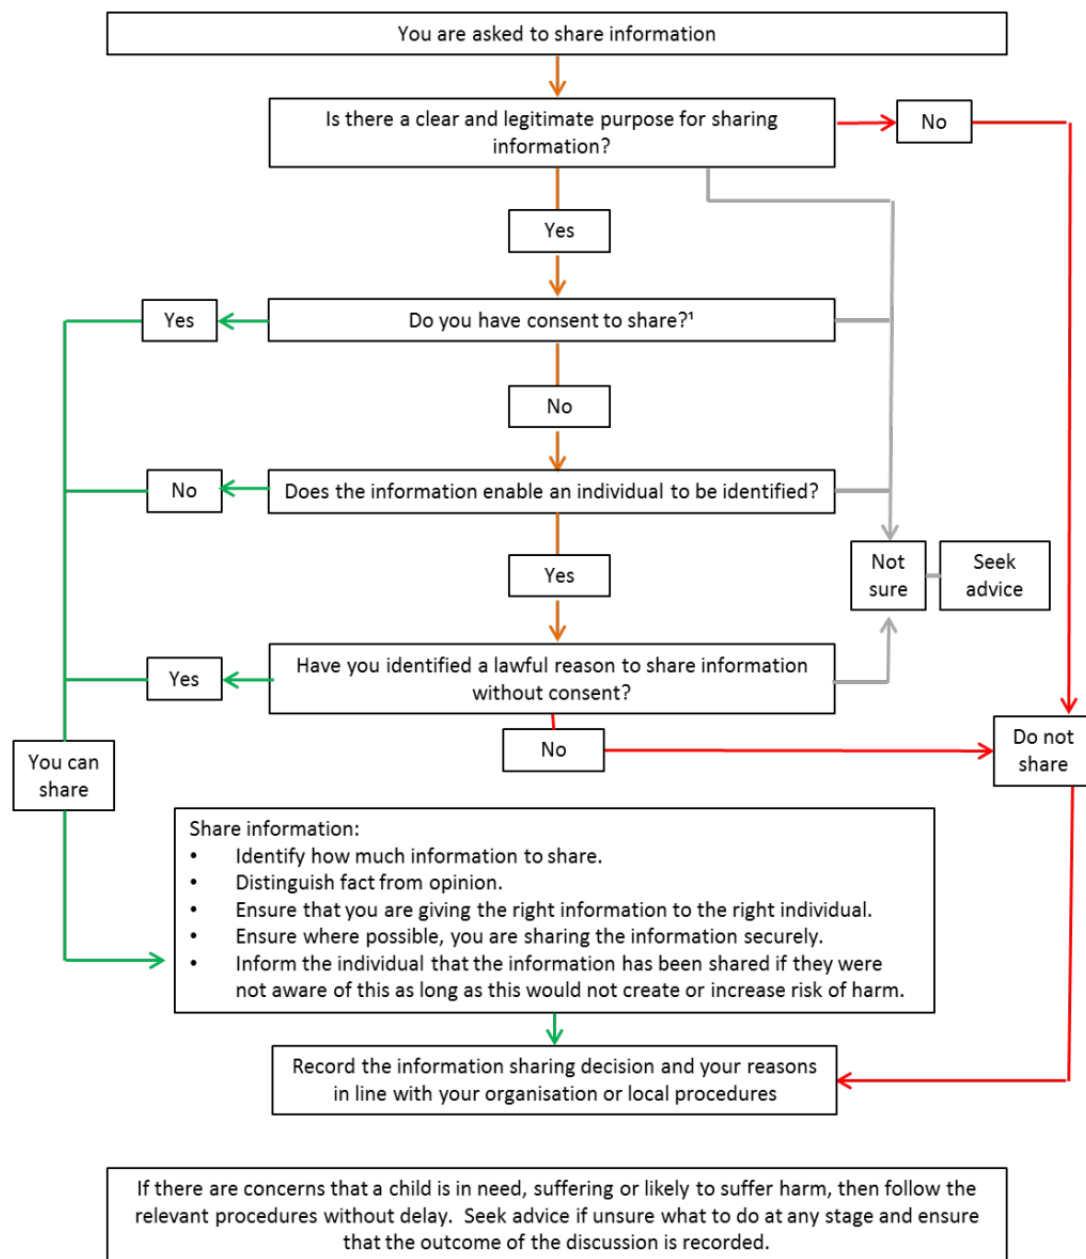 You are asked to share information
Is there a clear and legitimate purpose for sharing
information?
No
Yes
Yes
Do you have consent to share?¹
No
No
Does the information enable an individual to be identified?
Not
sure
Seek
advice
Yes
Yes
Have you identified a lawful reason to share information
without consent?
No
Do not
share
You can
share
Share information:
• Identify how much information to share.
• Distinguish fact from opinion.
• Ensure that you are giving the right information to the right individual.
• Ensure where possible, you are sharing the information securely.
• Inform the individual that the information has been shared if they were
not aware of this as long as this would not create or increase risk of harm.
Record the information sharing decision and your reasons
in line with your organisation or local procedures
If there are concerns that a child is in need, suffering or likely to suffer harm, then follow the
relevant procedures without delay.  Seek advice if unsure what to do at any stage and ensure
that the outcome of the discussion is recorded.